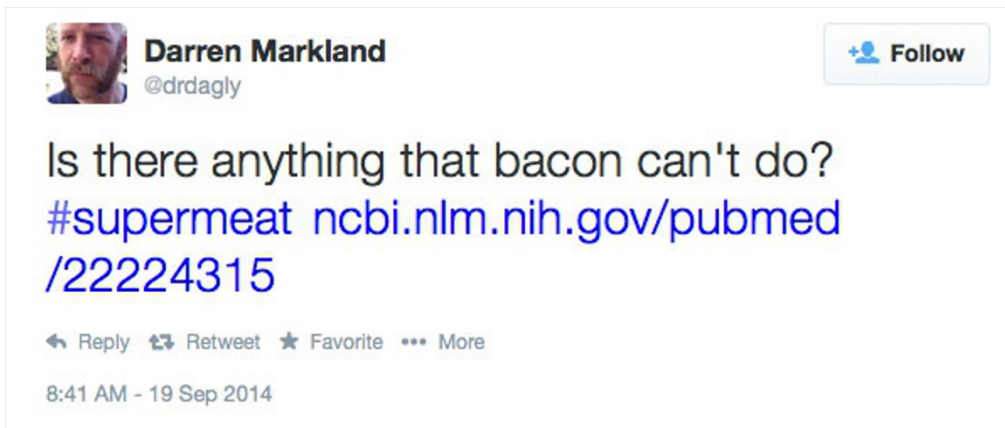 Darren Markland
@drdagly
Follow
Is there anything that bacon can't do?
#supermeat ncbi.nlm.nih.gov/pubmed
/22224315
Reply Retweet Favorite More
8:41 AM - 19 Sep 2014